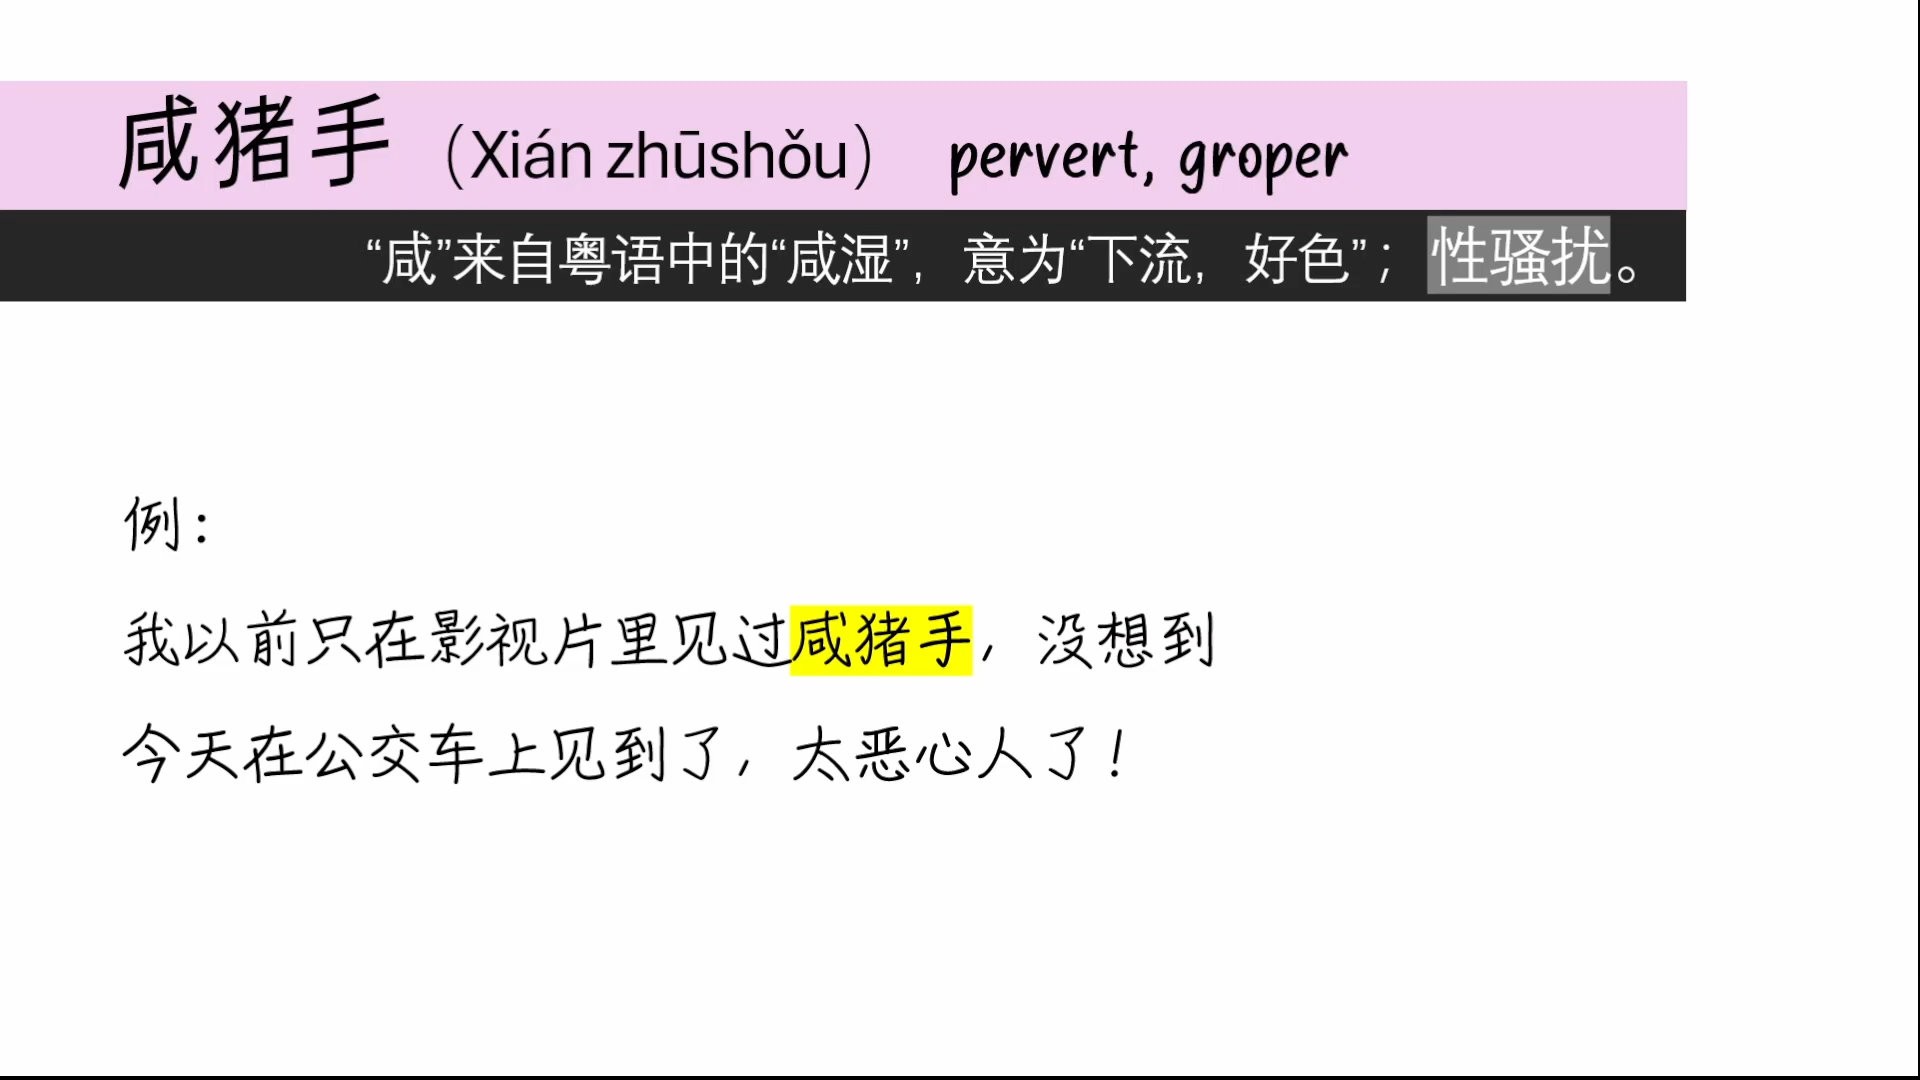 咸猪手（Xián zhūshǒu） pervert, groper
“咸”来自粤语中的“咸湿”，意为“下流，好色”；性骚扰。
例：
我以前只在影视片里见过咸猪手，没想到
今天在公交车上见到了，太恶心人了！